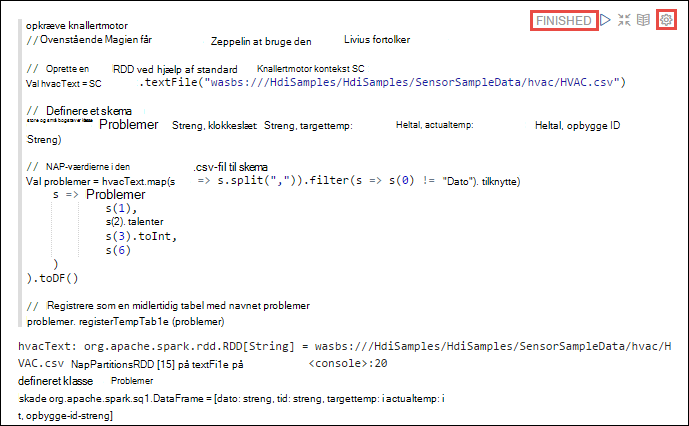 opkræve knallertmotor
FINISHED
// Ovenstående Magien får Zeppelin at bruge den Livius fortolker
// Oprette en RDD ved hjælp af standard Knallertmotor kontekst SC
Val hvacText = SC .textFile("wasbs:///HdiSamples/HdiSamples/SensorSampleData/hvac/HVAC.csv")
// Definere et skema
store og små bogstaver klasse Problemer Streng, klokkeslæt: Streng, targettemp: Heltal, actualtemp: Heltal, opbygge ID
Streng)
// NAP-værdierne i den .csv-fil til skema
Val problemer = hvacText.map(s => s.split(",")).filter(s => s(0) != "Dato"). tilknytte)
s => Problemer
s(1),
s(2). talenter
s(3).toInt,
s(6)
)
).toDF()
// Registrere som en midlertidig tabel med navnet problemer
problemer. registerTempTab1e (problemer)
hvacText: org.apache.spark.rdd.RDD[String] = wasbs:///HdiSamples/HdiSamples/SensorSampleData/hvac/H
VAC.csv NapPartitionsRDD [15] på textFi1e på <console>:20
defineret klasse Problemer
skade org.apache.spark.sq1.DataFrame = [dato: streng, tid: streng, targettemp: i actualtemp: i
t, opbygge-id-streng]